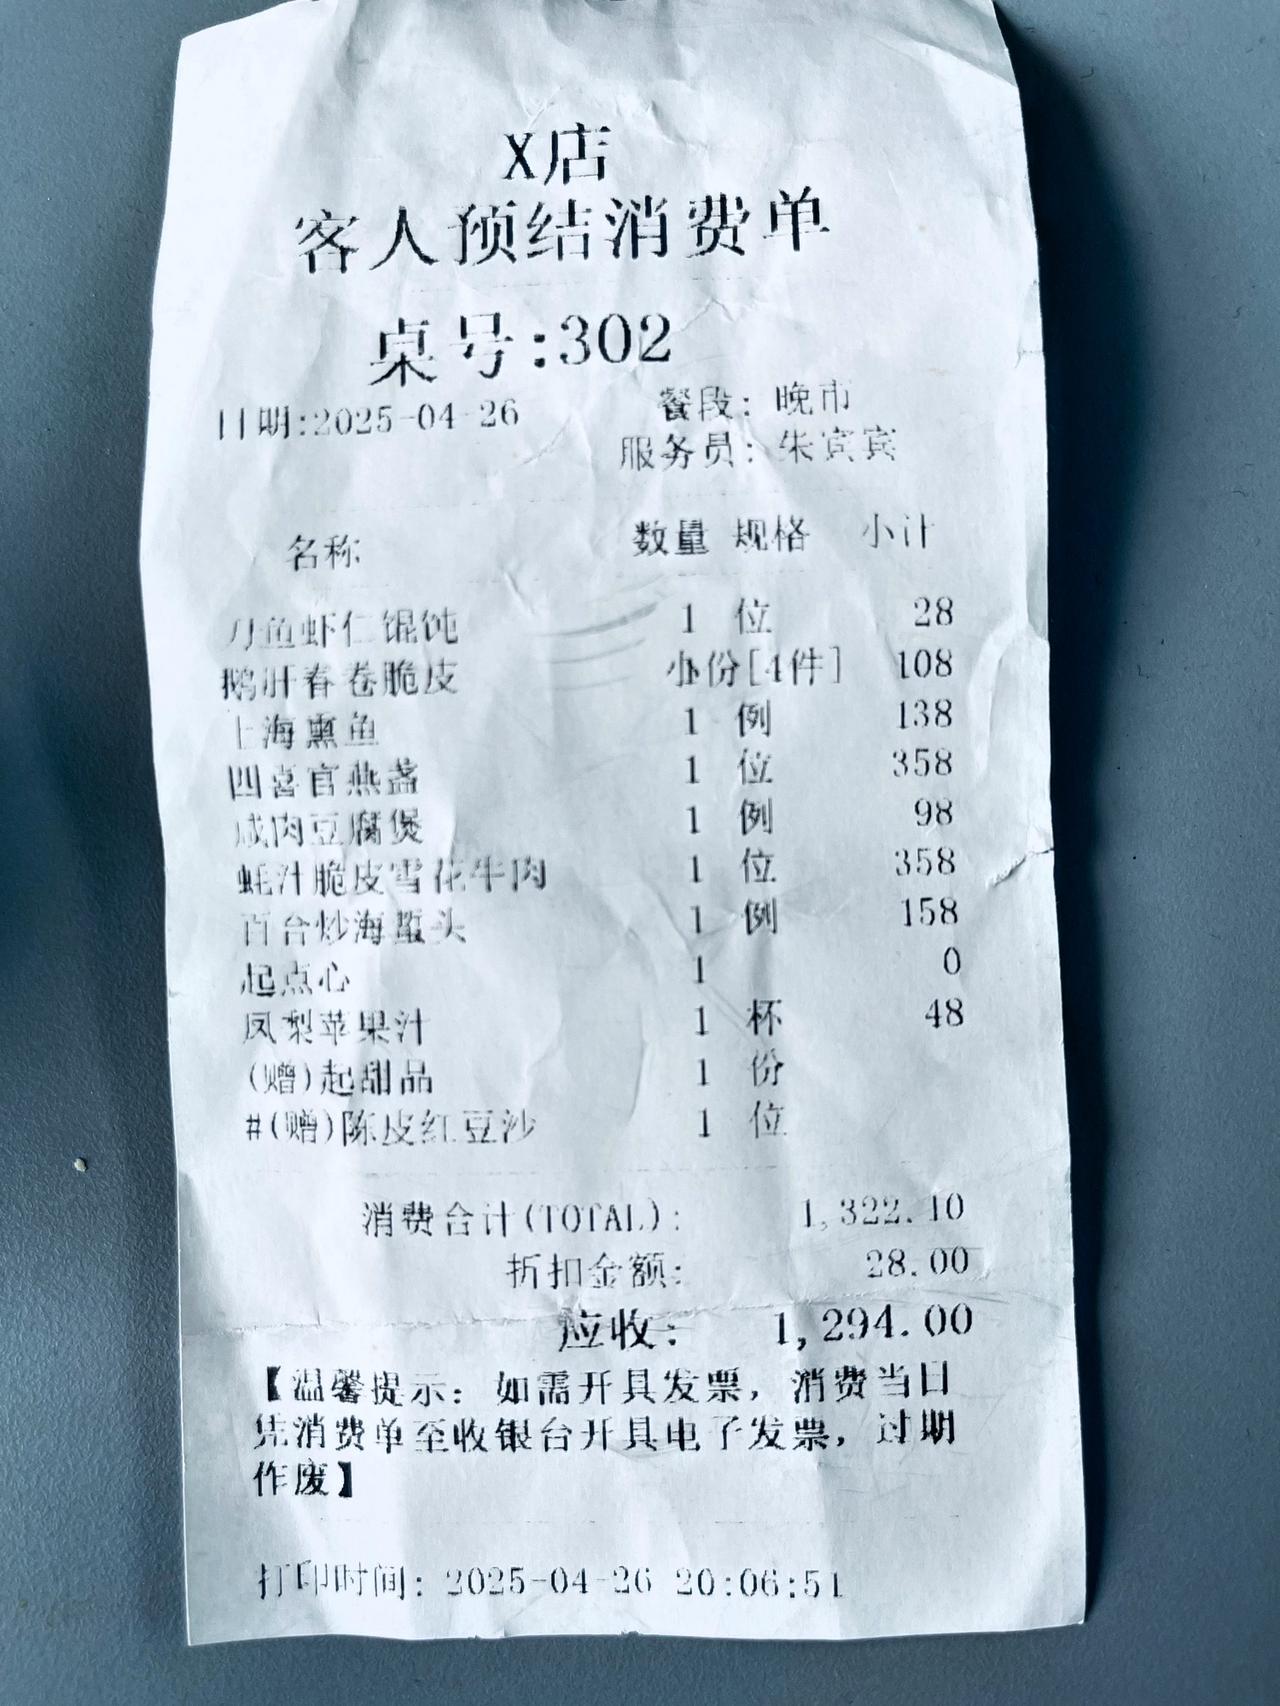 X店
客人预结消费单
桌号:302
日期:2025-04-26 餐段: 晚市
服务员: 朱宾宾
名称 数量 规格 小计
刀鱼虾仁馄饨 1 位 28
鹅肝春卷脆皮 小份[4件] 108
上海熏鱼 1 例 138
四喜官燕盏 1 位 358
咸肉豆腐煲 1 例 98
蚝汁脆皮雪花牛肉 1 位 358
百合炒海蜇头 1 例 158
起点心 1 0
凤梨苹果汁 1 杯 48
(赠)起甜品 1 份
#(赠)陈皮红豆沙 1 位
消费合计(TOTAL): 1,322.10
折扣金额: 28.00
应收: 1,294.00
【温馨提示: 如需开具发票, 消费当日
凭消费单至收银台开具电子发票, 过期
作废】
打印时间: 2025-04-26 20:06:51